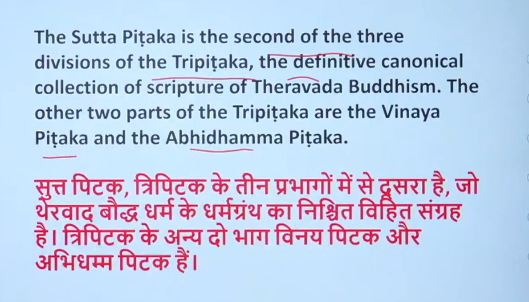 The Sutta Piṭaka is the second of the three
divisions of the Tripiṭaka, the definitive canonical
collection of scripture of Theravada Buddhism. The
other two parts of the Tripiṭaka are the Vinaya
Piṭaka and the Abhidhamma Piṭaka.
सुत्त पिटक, त्रिपिटक के तीन प्रभागों में से दूसरा है, जो
थेरवाद बौद्ध धर्म के धर्मग्रंथ का निश्चित विहित संग्रह
है। त्रिपिटक के अन्य दो भाग विनय पिटक और
अभिधम्म पिटक हैं।